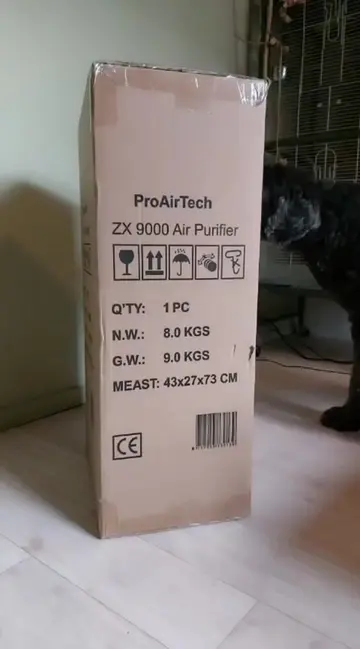 ProAirTech
ZX 9000 Air Purifier
Q'TY: 1 PC
N.W.: 8.0 KGS
G.W.: 9.0 KGS
MEAST: 43x27x73 CM
CE